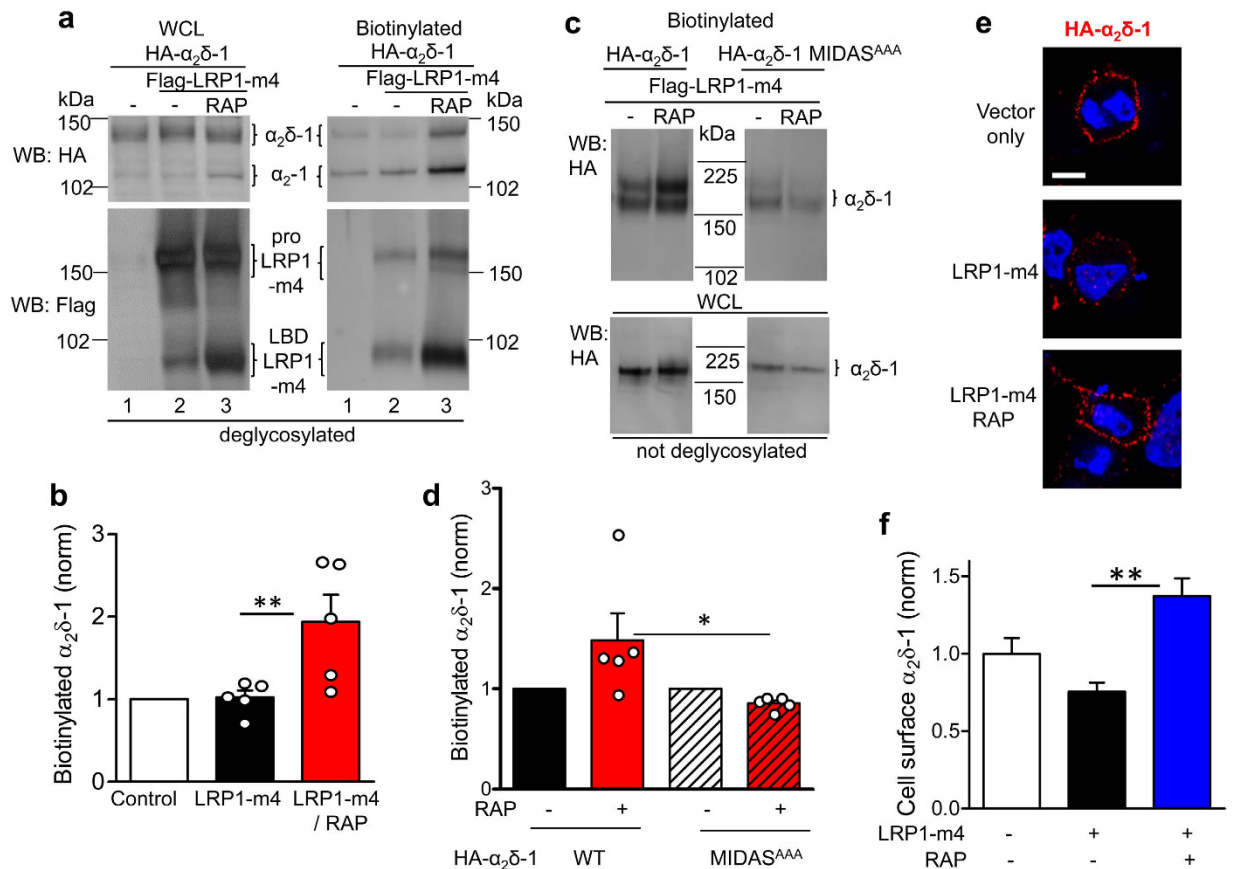 a
WCL
HA-α₂δ-1
Flag-LRP1-m4
kDa - - RAP
150
WB: HA
102
α₂δ-1
α₂-1
150
WB: Flag
102
pro
LRP1
-m4
LBD
LRP1
-m4
1 2 3
Biotinylated
HA-α₂δ-1
Flag-LRP1-m4
- - RAP kDa
150
102
150
102
1 2 3
deglycosylated
b
Biotinylated α₂δ-1 (norm)
3
2
1
0
**
Control LRP1-m4 LRP1-m4
/ RAP
c
Biotinylated
HA-α₂δ-1 HA-α₂δ-1 MIDASᴬᴬᴬ
Flag-LRP1-m4
- RAP kDa - RAP
WB:
HA
225
150
102
α₂δ-1
WCL
WB:
HA
225
150
α₂δ-1
not deglycosylated
d
Biotinylated α₂δ-1 (norm)
3
2
1
0
*
RAP - + - +
HA-α₂δ-1 WT MIDASᴬᴬᴬ
e
HA-α₂δ-1
Vector
only
LRP1-m4
LRP1-m4
RAP
f
Cell surface α₂δ-1 (norm)
1.5
1.0
0.5
0.0
**
LRP1-m4 - + +
RAP - - +